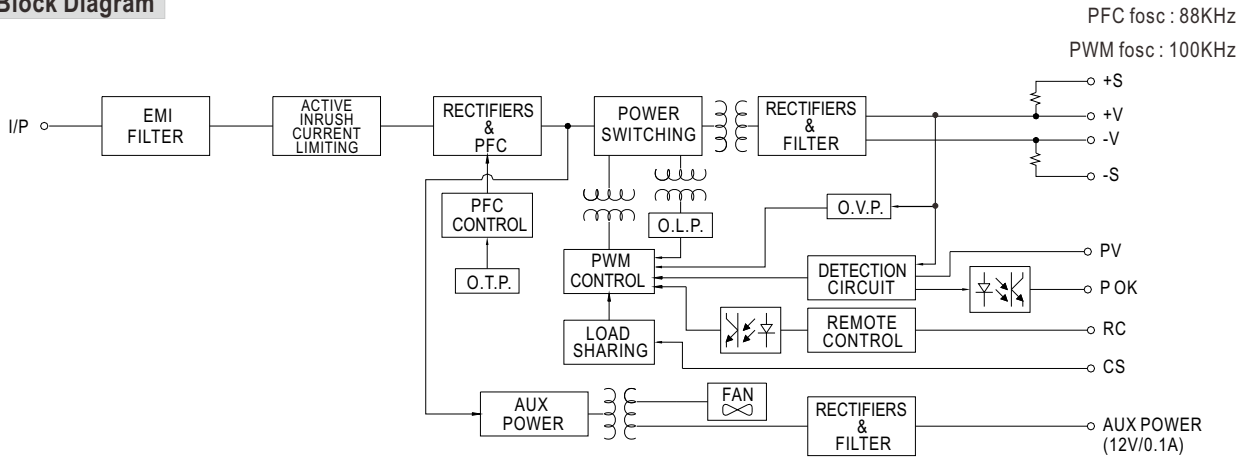 Block Diagram
PFC fosc : 88KHz
PWM fosc : 100KHz
I/P
EMI
FILTER
ACTIVE
INRUSH
CURRENT
LIMITING
RECTIFIERS
&
PFC
POWER
SWITCHING
RECTIFIERS
&
FILTER
+S
+V
-V
-S
PFC
CONTROL
O.T.P.
O.L.P.
O.V.P.
PWM
CONTROL
DETECTION
CIRCUIT
PV
P OK
LOAD
SHARING
REMOTE
CONTROL
RC
CS
AUX
POWER
FAN
RECTIFIERS
&
FILTER
AUX POWER
(12V/0.1A)